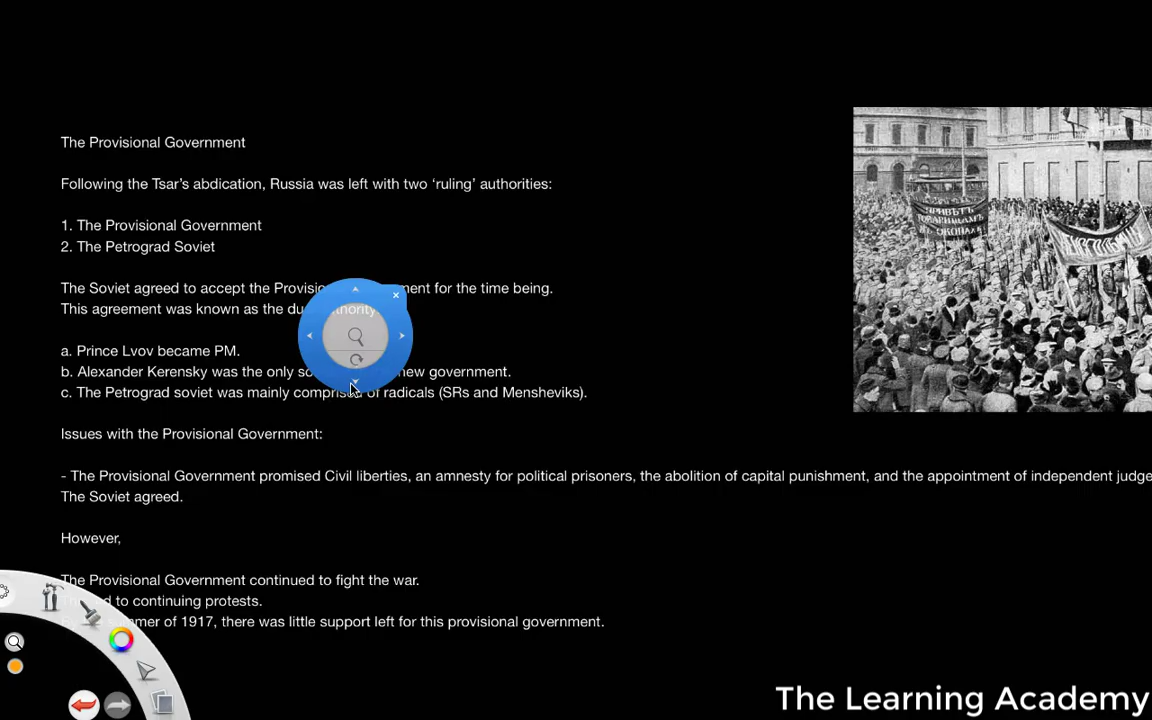 The Provisional Government
Following the Tsar's abdication, Russia was left with two ‘ruling’ authorities:
1. The Provisional Government
2. The Petrograd Soviet
The Soviet agreed to accept the for the time being.
This agreement was known as the
a. Prince Lvov became PM.
b. Alexander Kerensky was the only new government.
c. The Petrograd soviet was mainly comprised of radicals (SRs and Mensheviks).
Issues with the Provisional Government:
- The Provisional Government promised Civil liberties, an amnesty for political prisoners, the abolition of capital punishment, and the appointment of independent judge
The Soviet agreed.
However,
The Provisional Government continued to fight the war.
to continuing protests.
of 1917, there was little support left for this provisional government.
The Learning Academy